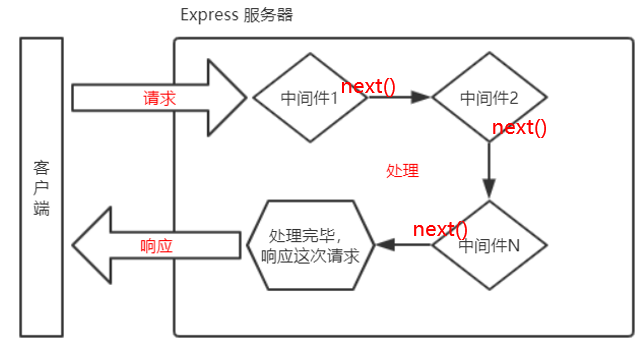 Express 服务器
客户端
请求
中间件1
next()
中间件2
next()
处理
中间件N
next()
处理完毕，
响应这次请求
响应